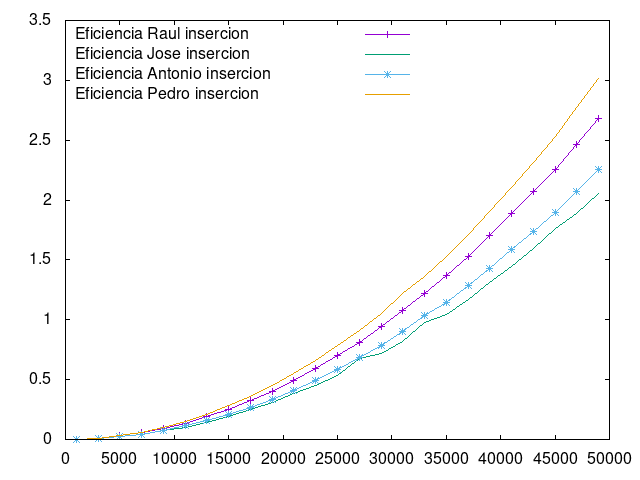 3.5
Eficiencia Raul insercion
Eficiencia Jose insercion
Eficiencia Antonio insercion
Eficiencia Pedro insercion
3
2.5
2
1.5
1
0.5
0
0 5000 10000 15000 20000 25000 30000 35000 40000 45000 50000